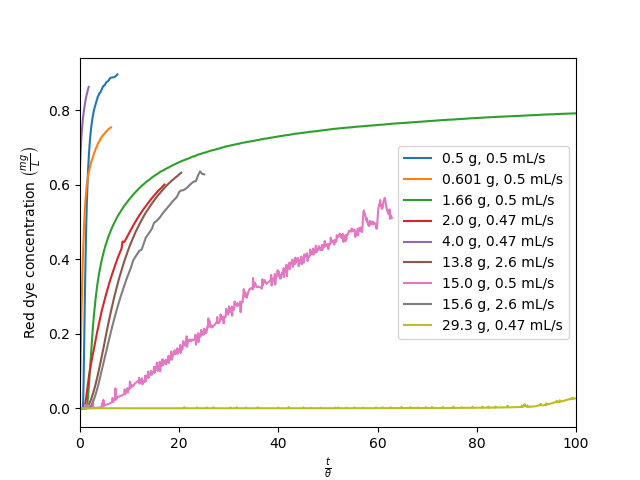 0.8
0.6
0.4
0.2
0.0
0 20 40 60 80 100
Red dye concentration (mg/L)
t/θ
0.5 g, 0.5 mL/s
0.601 g, 0.5 mL/s
1.66 g, 0.5 mL/s
2.0 g, 0.47 mL/s
4.0 g, 0.47 mL/s
13.8 g, 2.6 mL/s
15.0 g, 0.5 mL/s
15.6 g, 2.6 mL/s
29.3 g, 0.47 mL/s